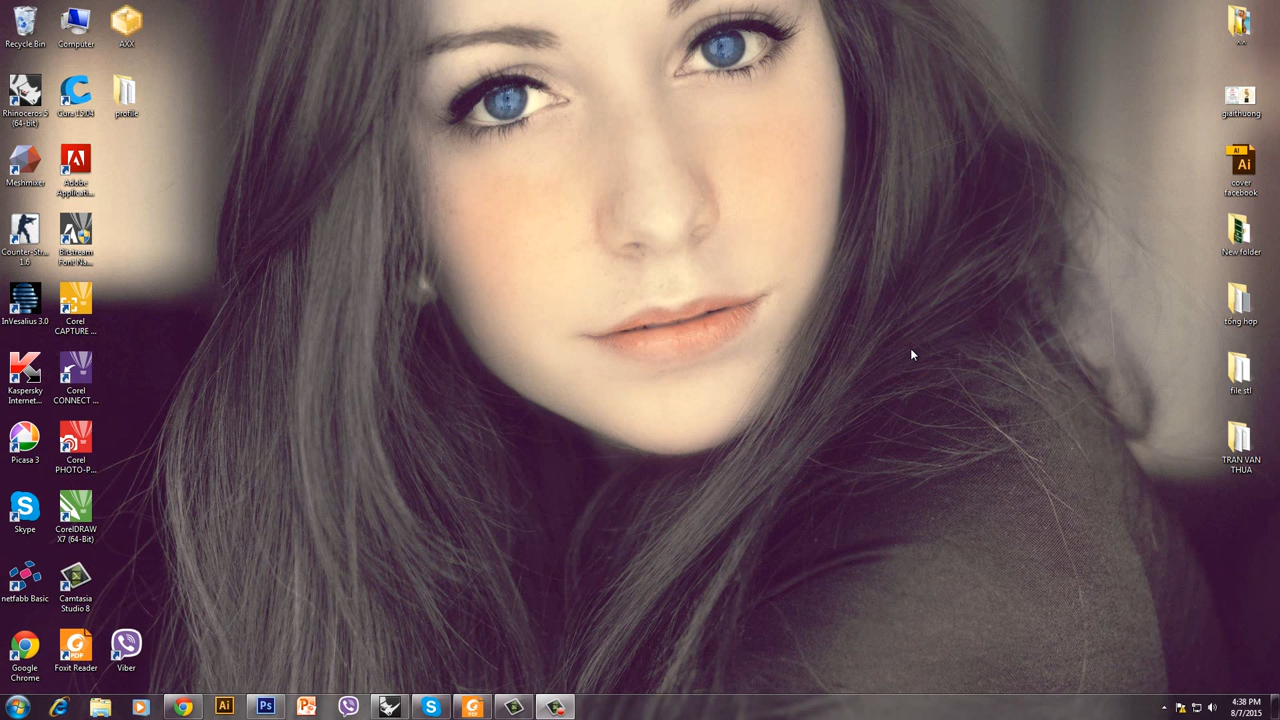 Recycle Bin
Computer
AXX
Rhinoceros 5
(64-bit)
Cura 15.04
profile
Meshmixer
Adobe
Applicati...
Counter-Str...
1.6
Bitstream
Font Na...
InVesalius 3.0
Corel
CAPTURE ...
Kaspersky
Internet...
Corel
CONNECT ...
Picasa 3
Corel
PHOTO-P...
Skype
CorelDRAW
X7 (64-Bit)
netfabb Basic
Camtasia
Studio 8
Google
Chrome
Foxit Reader
Viber
giaithuong
cover
facebook
New folder
tổng hợp
file stl
TRAN VAN
THUA
4:38 PM
8/7/2015